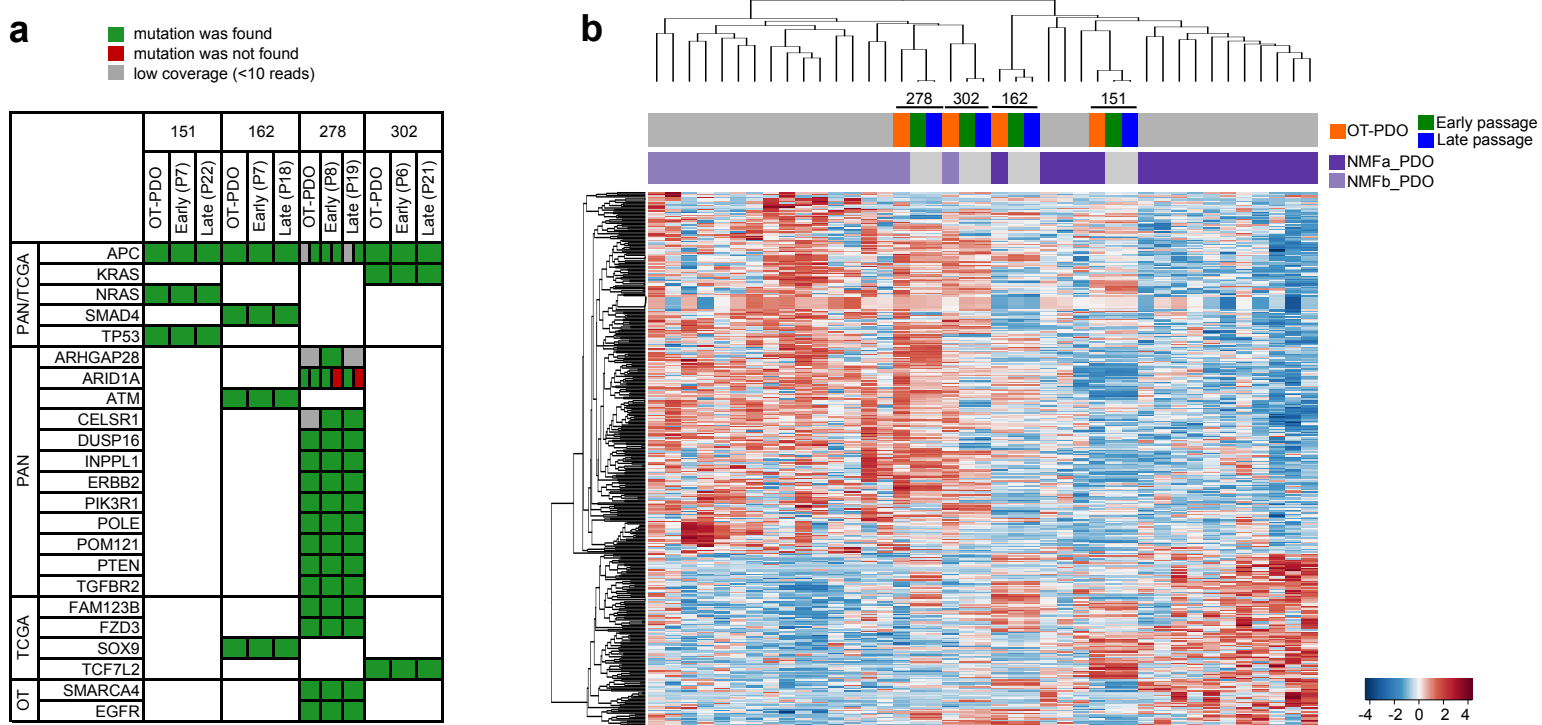 a
mutation was found
mutation was not found
low coverage (<10 reads)
151 162 278 302
OT-PDO Early (P7) Late (P22) OT-PDO Early (P7) Late (P18) OT-PDO Early (P8) Late (P19) OT-PDO Early (P6) Late (P21)
PAN/TCGA
APC
KRAS
NRAS
SMAD4
TP53
PAN
ARHGAP28
ARID1A
ATM
CELSR1
DUSP16
INPPL1
ERBB2
PIK3R1
POLE
POM121
PTEN
TGFBR2
TCGA
FAM123B
FZD3
SOX9
TCF7L2
OT
SMARCA4
EGFR
b
278 302 162 151
OT-PDO
Early passage
Late passage
NMFa_PDO
NMFb_PDO
-4 -2 0 2 4